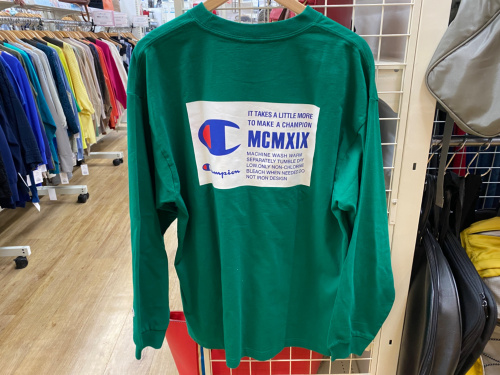 IT TAKES A LITTLE MORE
TO MAKE A CHAMPION
MCMXIX
MACHINE WASH WARM
SEPARATELY TUMBLE DRY
LOW ONLY NON-CHLORINE
BLEACH WHEN NEEDED DO
NOT IRON DESIGN
Champion